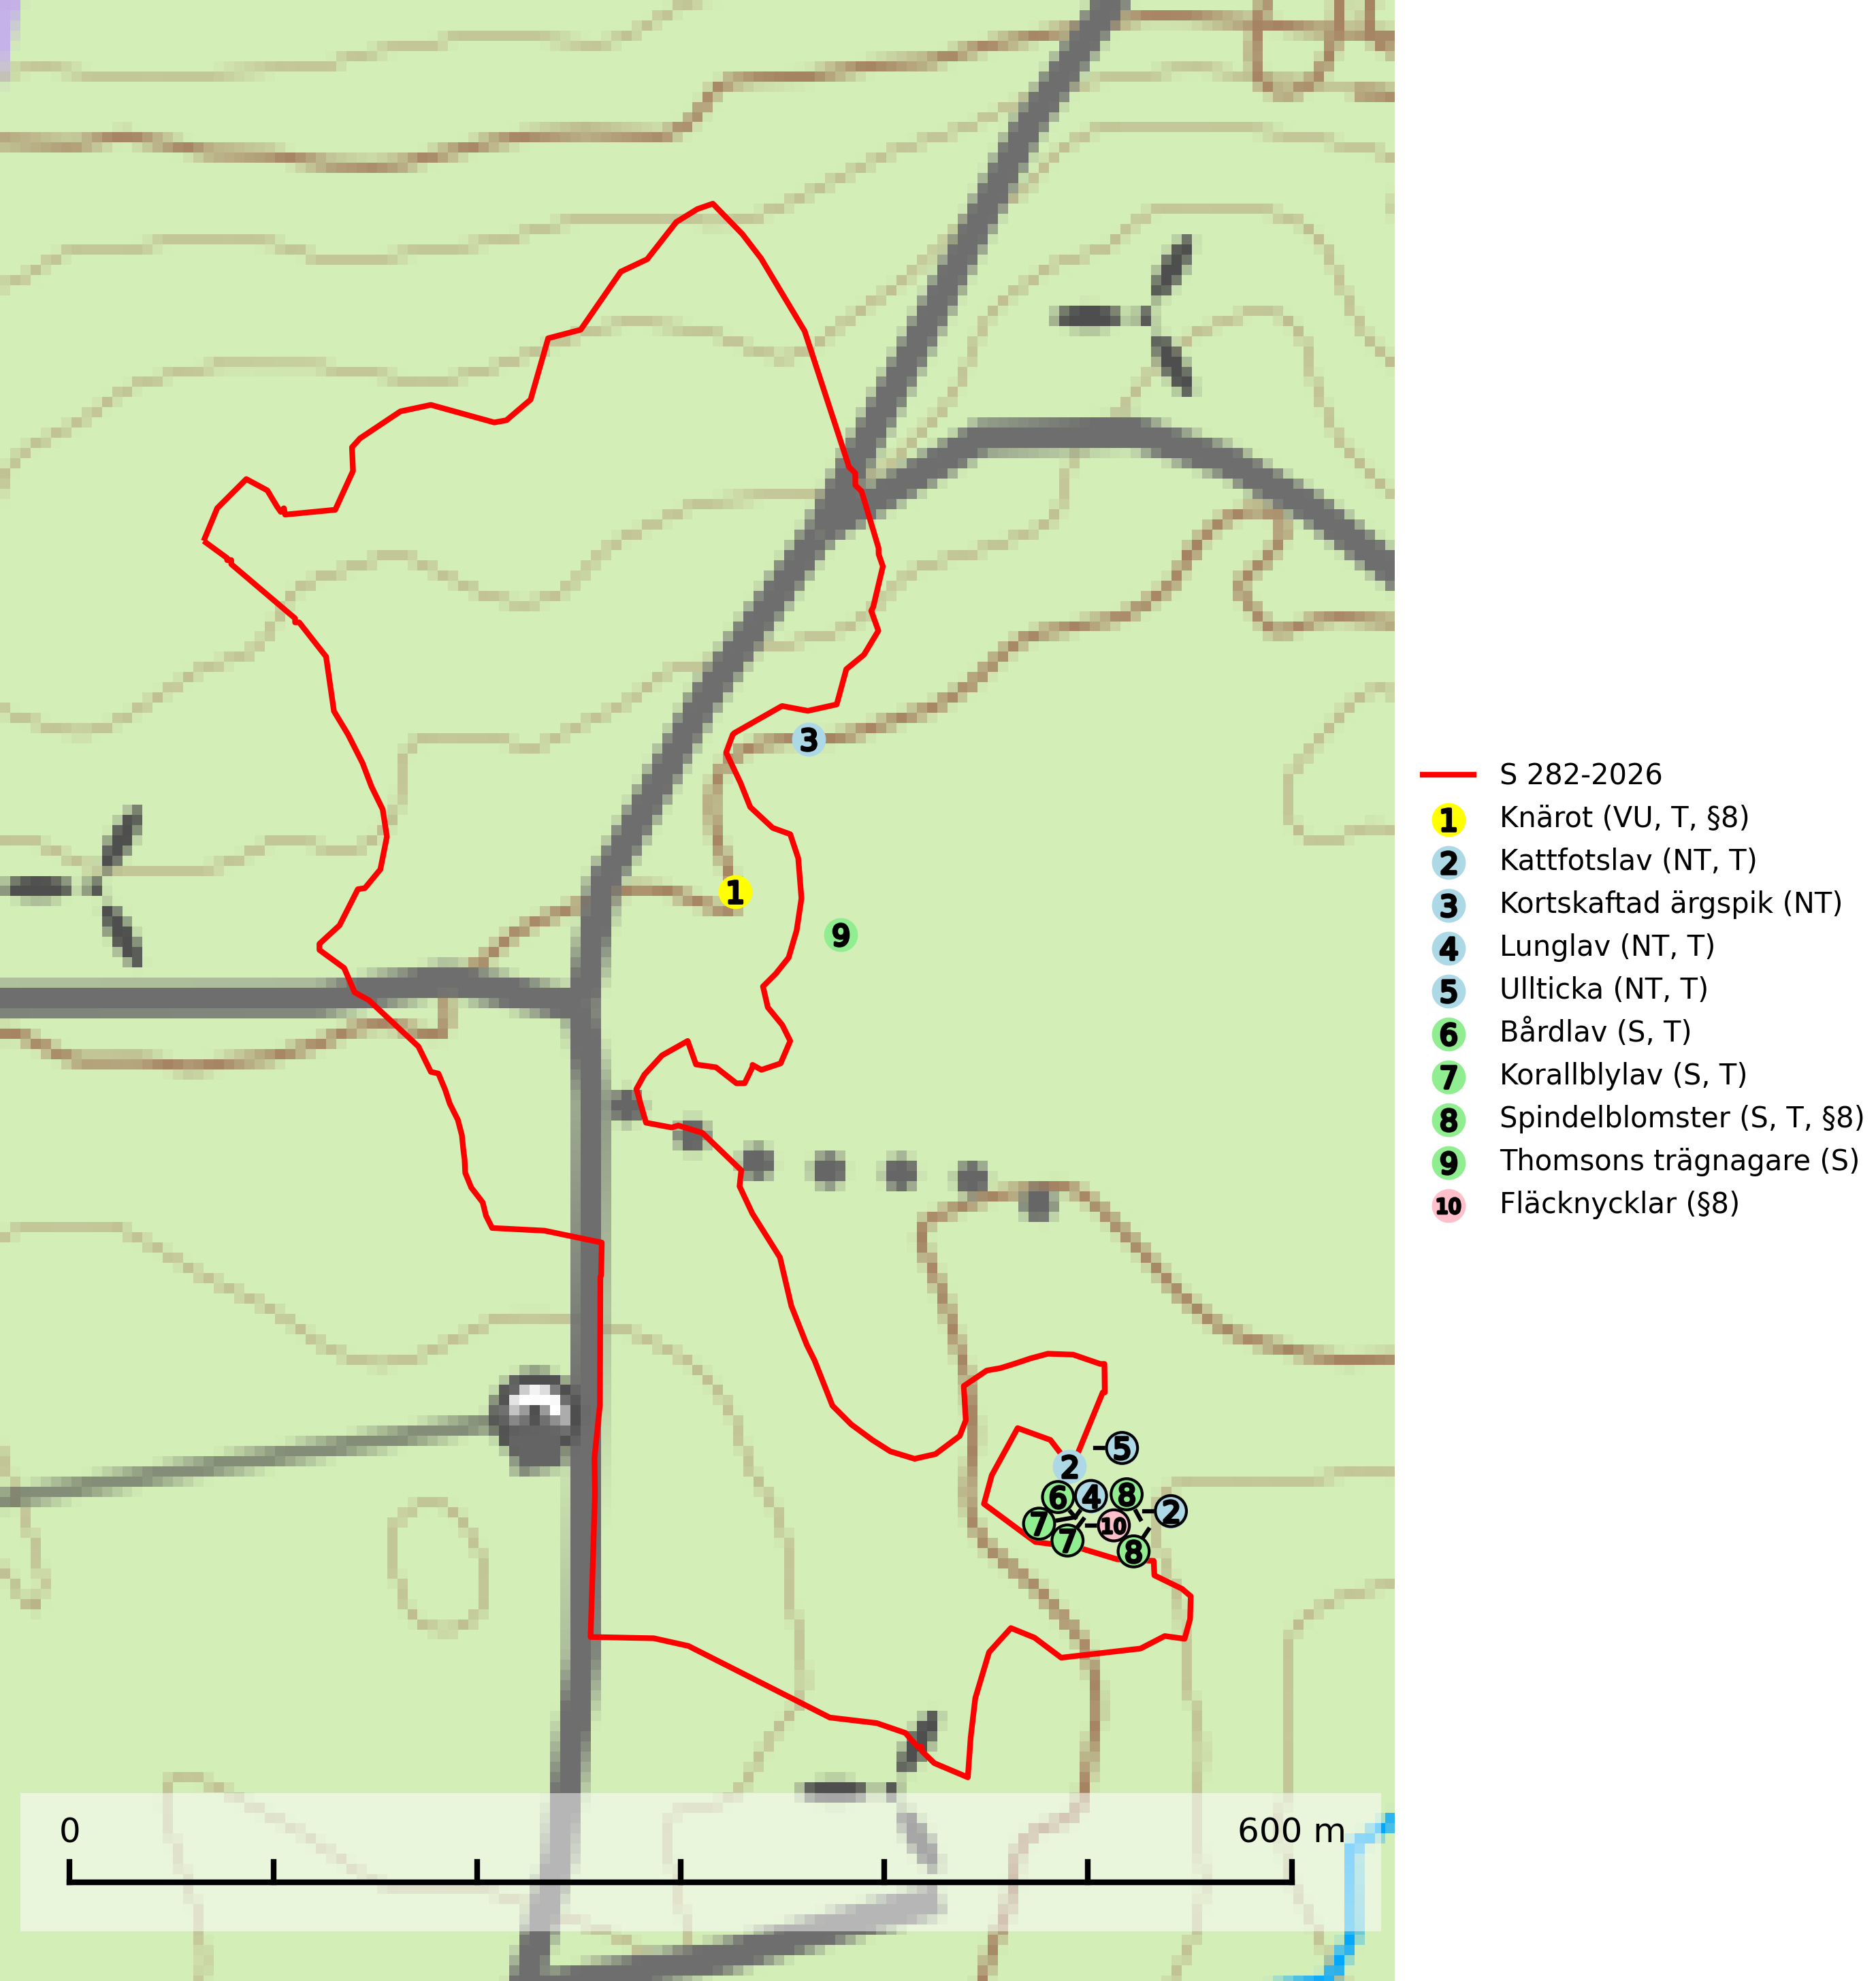 3
1
9
5
2
6 4 8
2
7 10
7 8
0 600 m
S 282-2026
1 Knärot (VU, T, §8)
2 Kattfotslav (NT, T)
3 Kortskaftad ärgspik (NT)
4 Lunglav (NT, T)
5 Ullticka (NT, T)
6 Bårdlav (S, T)
7 Korallblylav (S, T)
8 Spindelblomster (S, T, §8)
9 Thomsons trägnagare (S)
10 Fläcknycklar (§8)